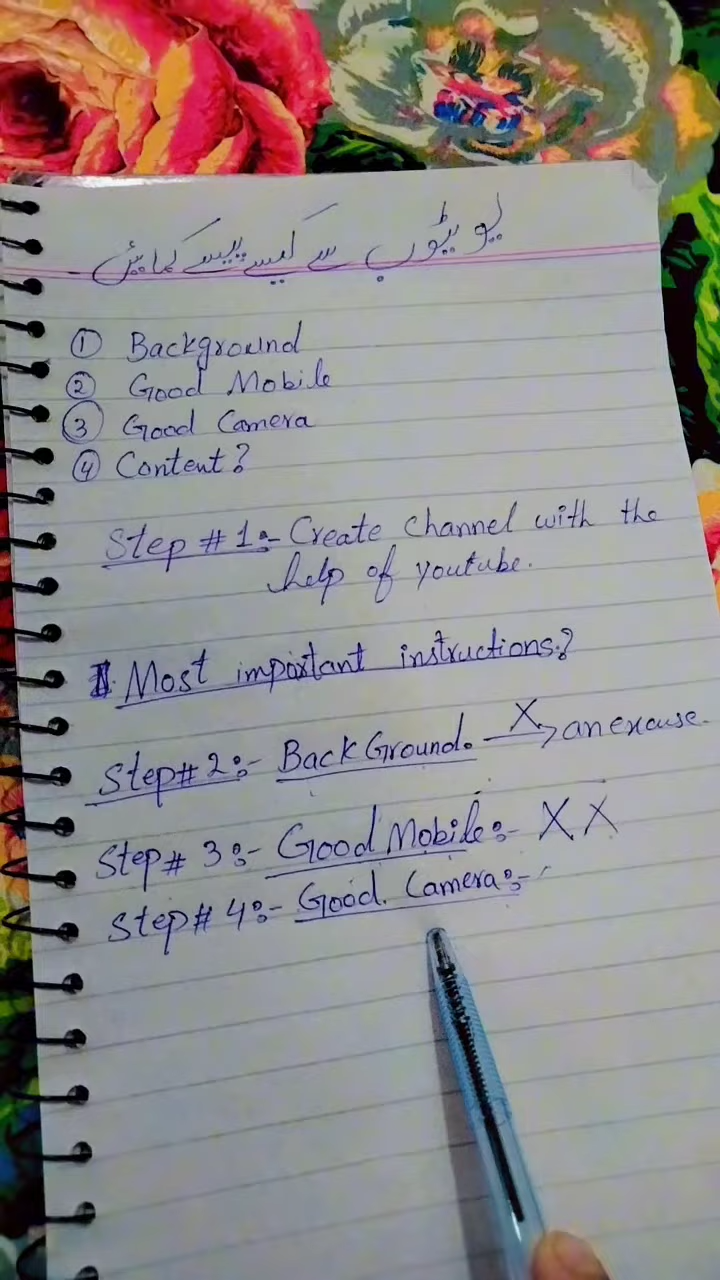 یوٹیوب سے کیسے پیسے کمائیں۔
① Background
② Good Mobile
③ Good Camera
④ Content?
Step # 1:- Create channel with the
help of youtube.
Most important instructions?
Step# 2:- BackGround. X → an excuse.
Step# 3:- Good Mobile:- X X
Step# 4:- Good. Camera:-